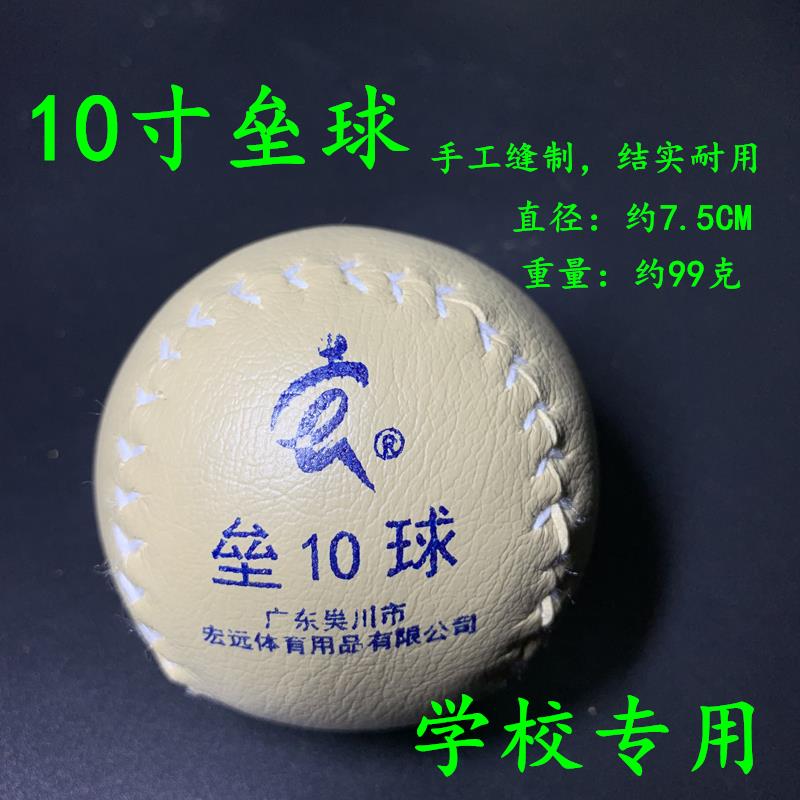 10寸垒球
手工缝制，结实耐用
直径：约7.5CM
重量：约99克
®
垒10球
广东吴川市
宏远体育用品有限公司
学校专用